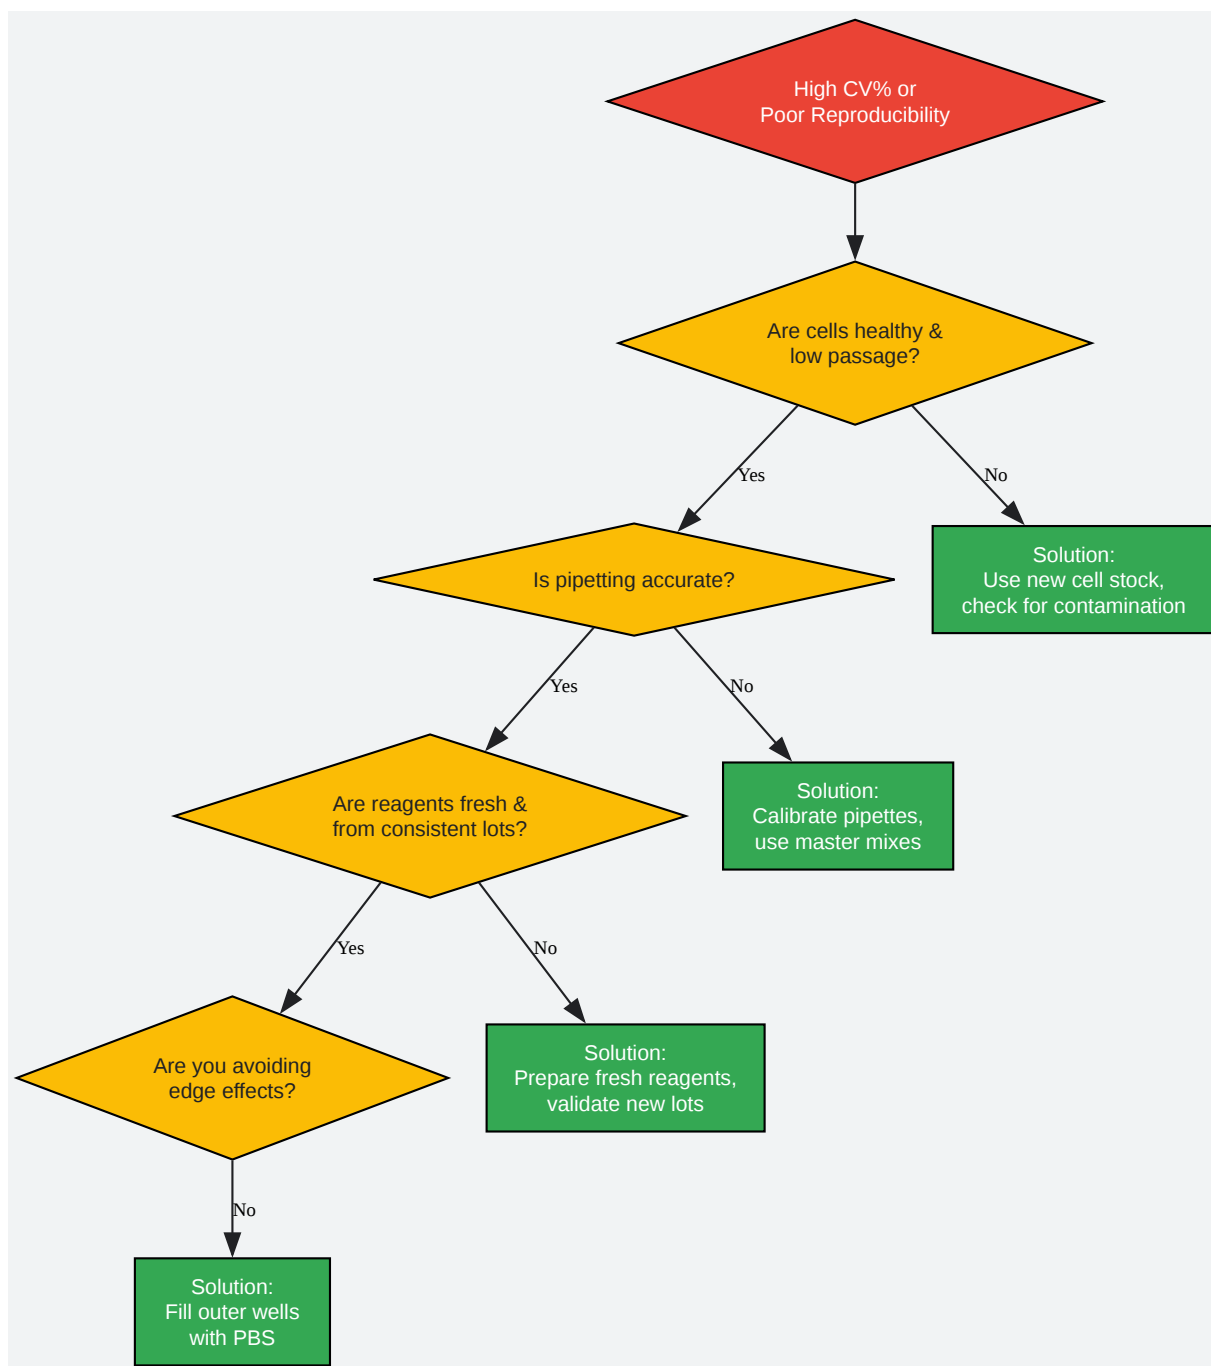 High CV% or
Poor Reproducibility
Are cells healthy &
low passage?
Yes
No
Is pipetting accurate?
Solution:
Use new cell stock,
check for contamination
Yes
No
Are reagents fresh &
from consistent lots?
Solution:
Calibrate pipettes,
use master mixes
Yes
No
Are you avoiding
edge effects?
Solution:
Prepare fresh reagents,
validate new lots
No
Solution:
Fill outer wells
with PBS